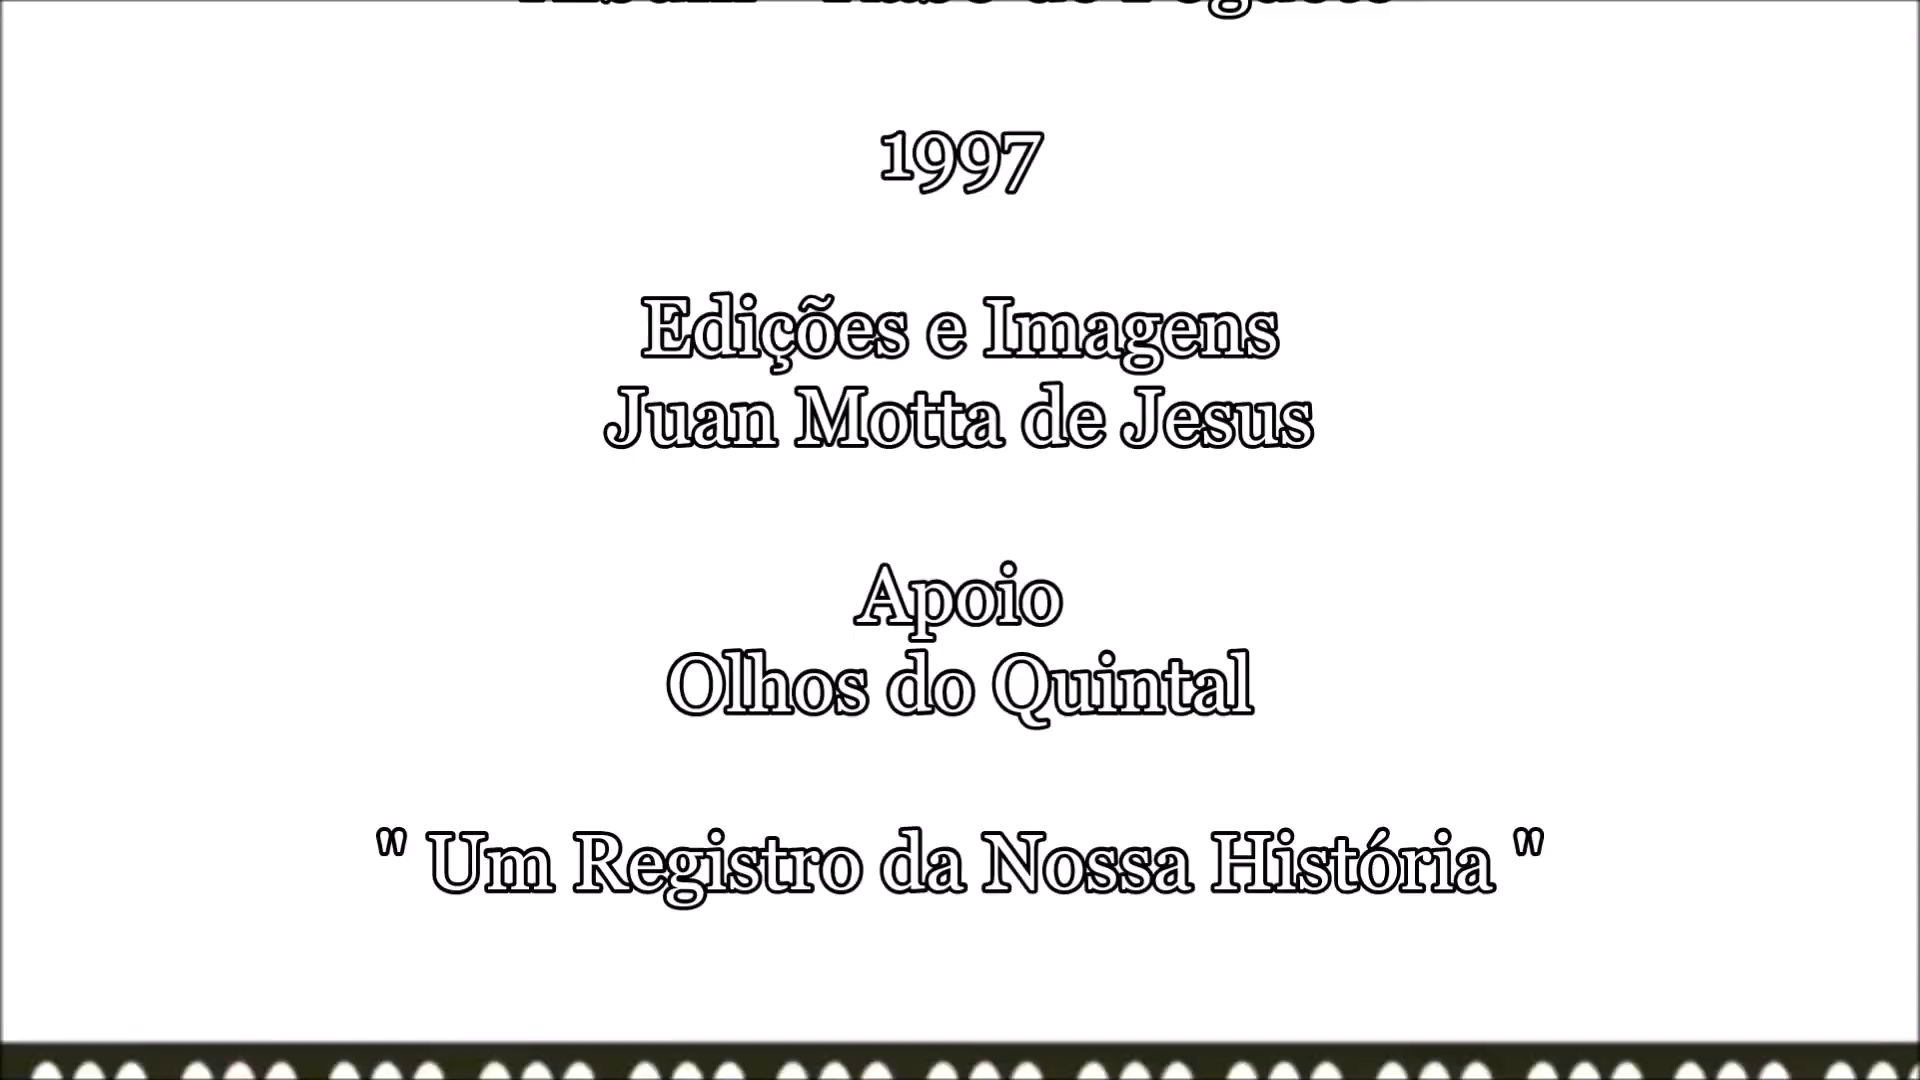 1997
Edições e Imagens
Juan Motta de Jesus
Apoio
Olhos do Quintal
" Um Registro da Nossa História "